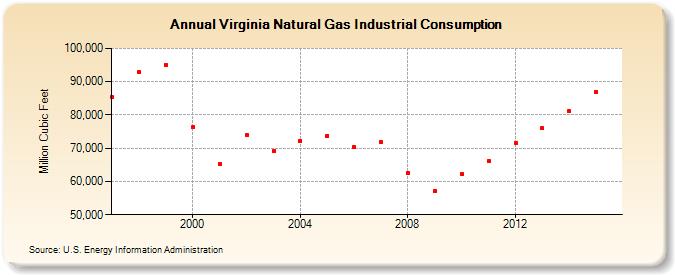 Annual Virginia Natural Gas Industrial Consumption
Million Cubic Feet
100,000
90,000
80,000
70,000
60,000
50,000
2000 2004 2008 2012
Source: U.S. Energy Information Administration